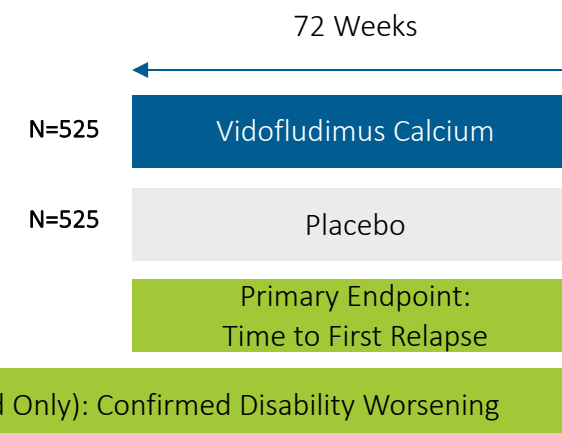 72 Weeks
N=525
Vidofludimus Calcium
N=525
Placebo
Primary Endpoint:
Time to First Relapse
Only): Confirmed Disability Worsening